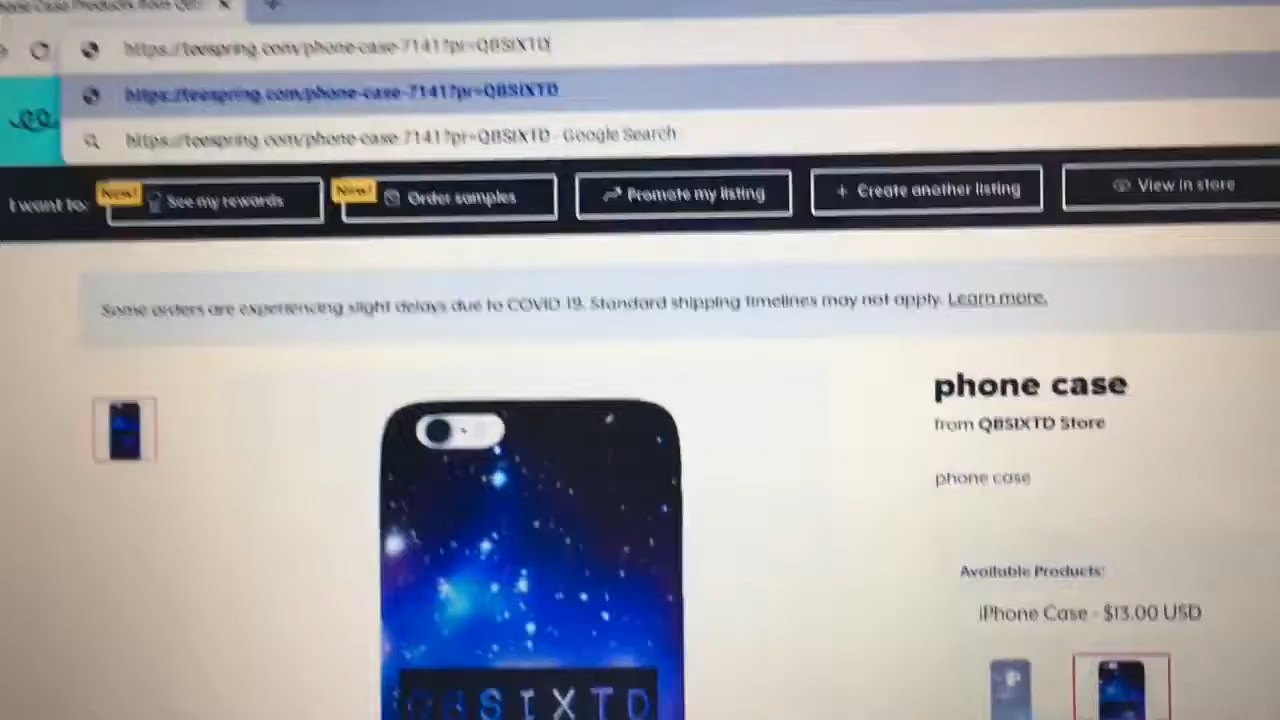 https://teespring.com/phone-case-7141?pr=QBSIXTD
https://teespring.com/phone-case-7141?pr=QBSIXTD
https://teespring.com/phone-case-7141?pr=QBSIXTD - Google Search
I want to: New! See my rewards New! Order samples Promote my listing + Create another listing View in store
Some orders are experiencing slight delays due to COVID-19. Standard shipping timelines may not apply. Learn more.
phone case
from QBSIXTD Store
phone case
Available Products:
iPhone Case - $13.00 USD
QBSIXTD